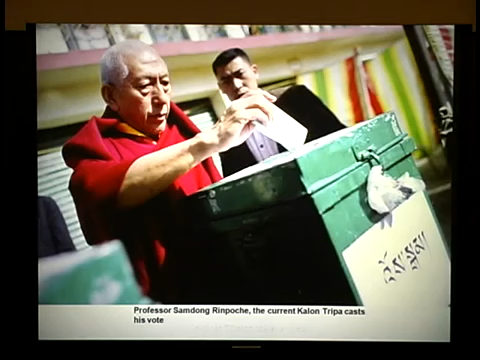 འོས་སྒམ།
Professor Samdong Rinpoche, the current Kalon Tripa casts
his vote